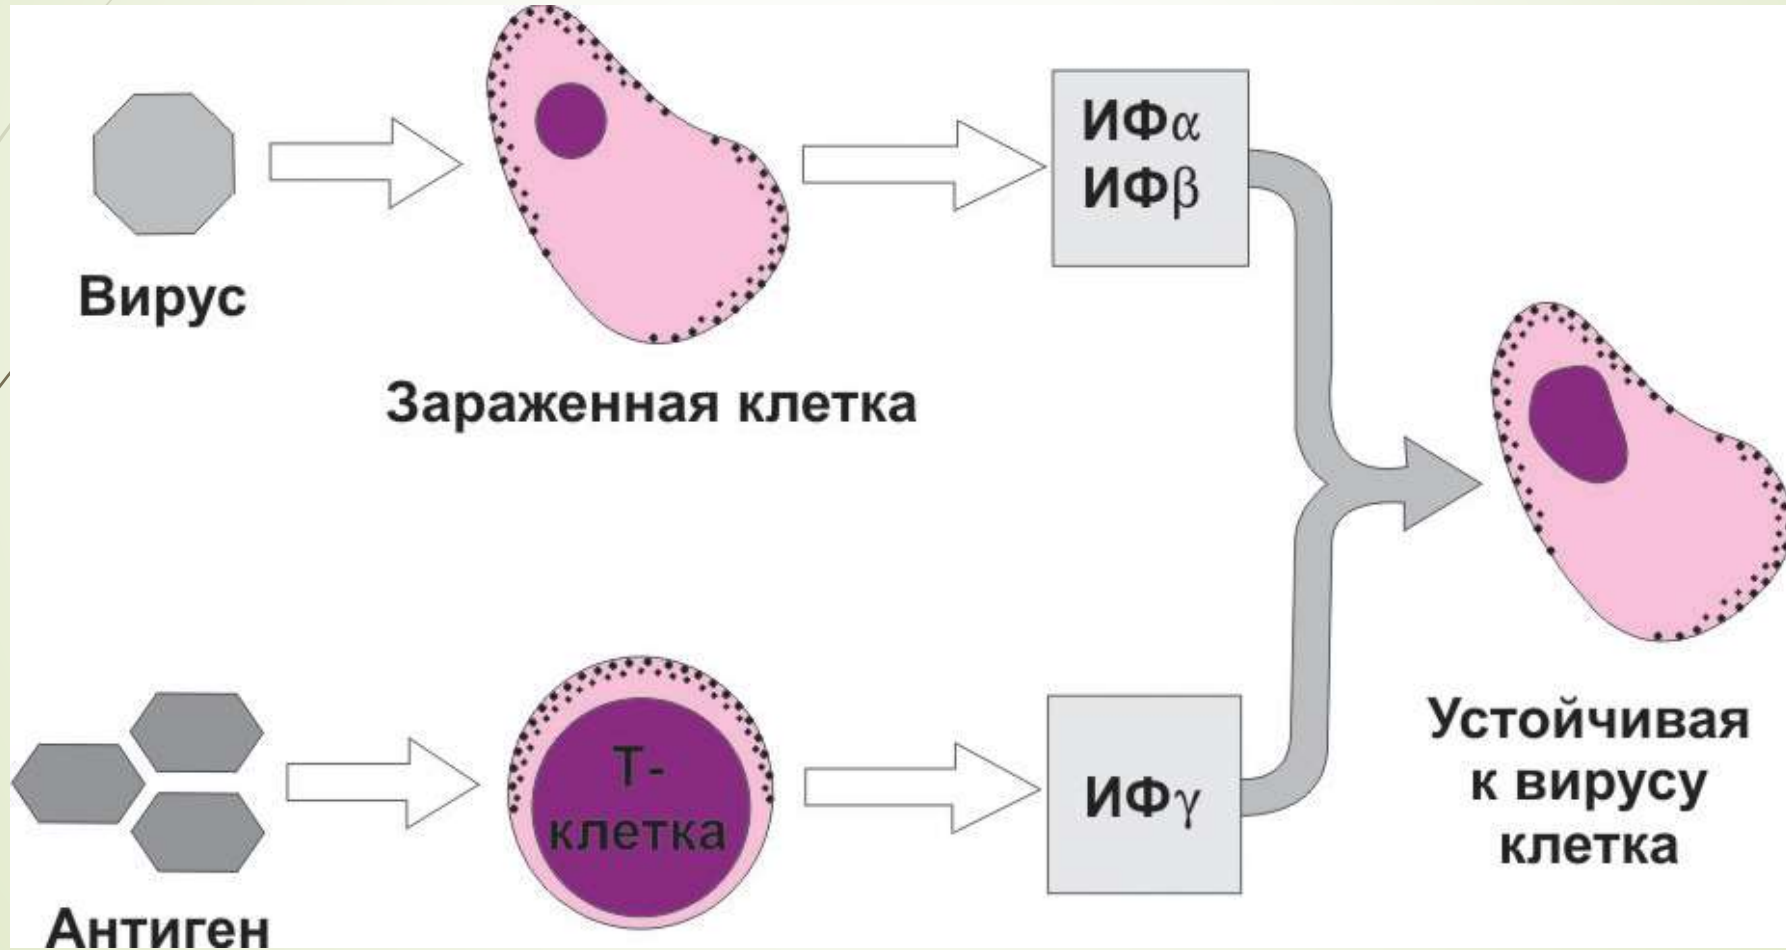 Вирус
Зараженная клетка
ИФα
ИФβ
Антиген
Т-
клетка
ИФγ
Устойчивая
к вирусу
клетка